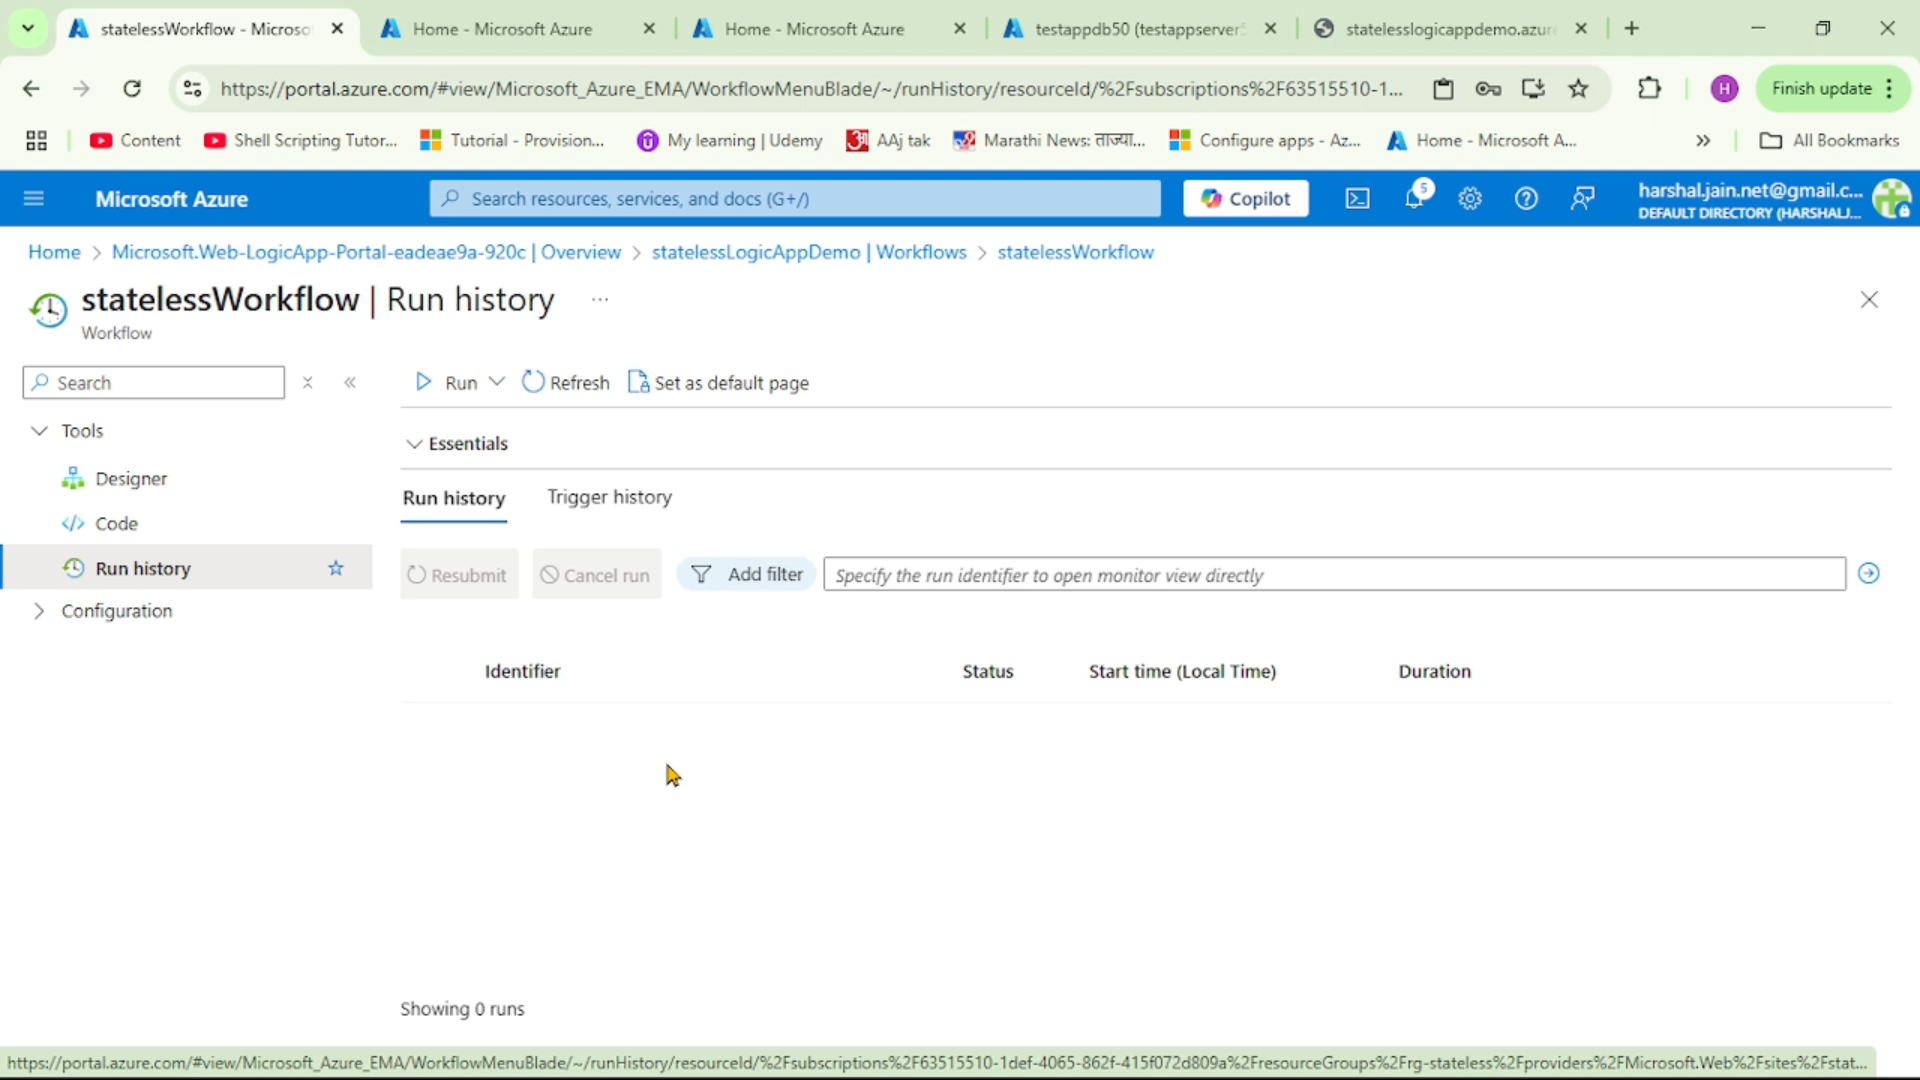 statelessWorkflow - Microso
Home - Microsoft Azure
Home - Microsoft Azure
testappdb50 (testappserver5
statelesslogicappdemo.azure
https://portal.azure.com/#view/Microsoft_Azure_EMA/WorkflowMenuBlade/~/runHistory/resourceId/%2Fsubscriptions%2F63515510-1...
H
Finish update
Content
Shell Scripting Tutor...
Tutorial - Provision...
My learning | Udemy
AAj tak
Marathi News: ताज्या...
Configure apps - Az...
Home - Microsoft A...
All Bookmarks
Microsoft Azure
Search resources, services, and docs (G+/)
Copilot
5
harshal.jain.net@gmail.c...
DEFAULT DIRECTORY (HARSHALJ...
Home > Microsoft.Web-LogicApp-Portal-eadeae9a-920c | Overview > statelessLogicAppDemo | Workflows > statelessWorkflow
statelessWorkflow | Run history ...
Workflow
Search
Run
Refresh
Set as default page
Tools
Designer
Code
Run history
Configuration
Essentials
Run history
Trigger history
Resubmit
Cancel run
Add filter
Specify the run identifier to open monitor view directly
Identifier
Status
Start time (Local Time)
Duration
Showing 0 runs
https://portal.azure.com/#view/Microsoft_Azure_EMA/WorkflowMenuBlade/~/runHistory/resourceId/%2Fsubscriptions%2F63515510-1def-4065-862f-415f072d809a%2FresourceGroups%2Frg-stateless%2Fproviders%2FMicrosoft.Web%2Fsites%2Fstat...